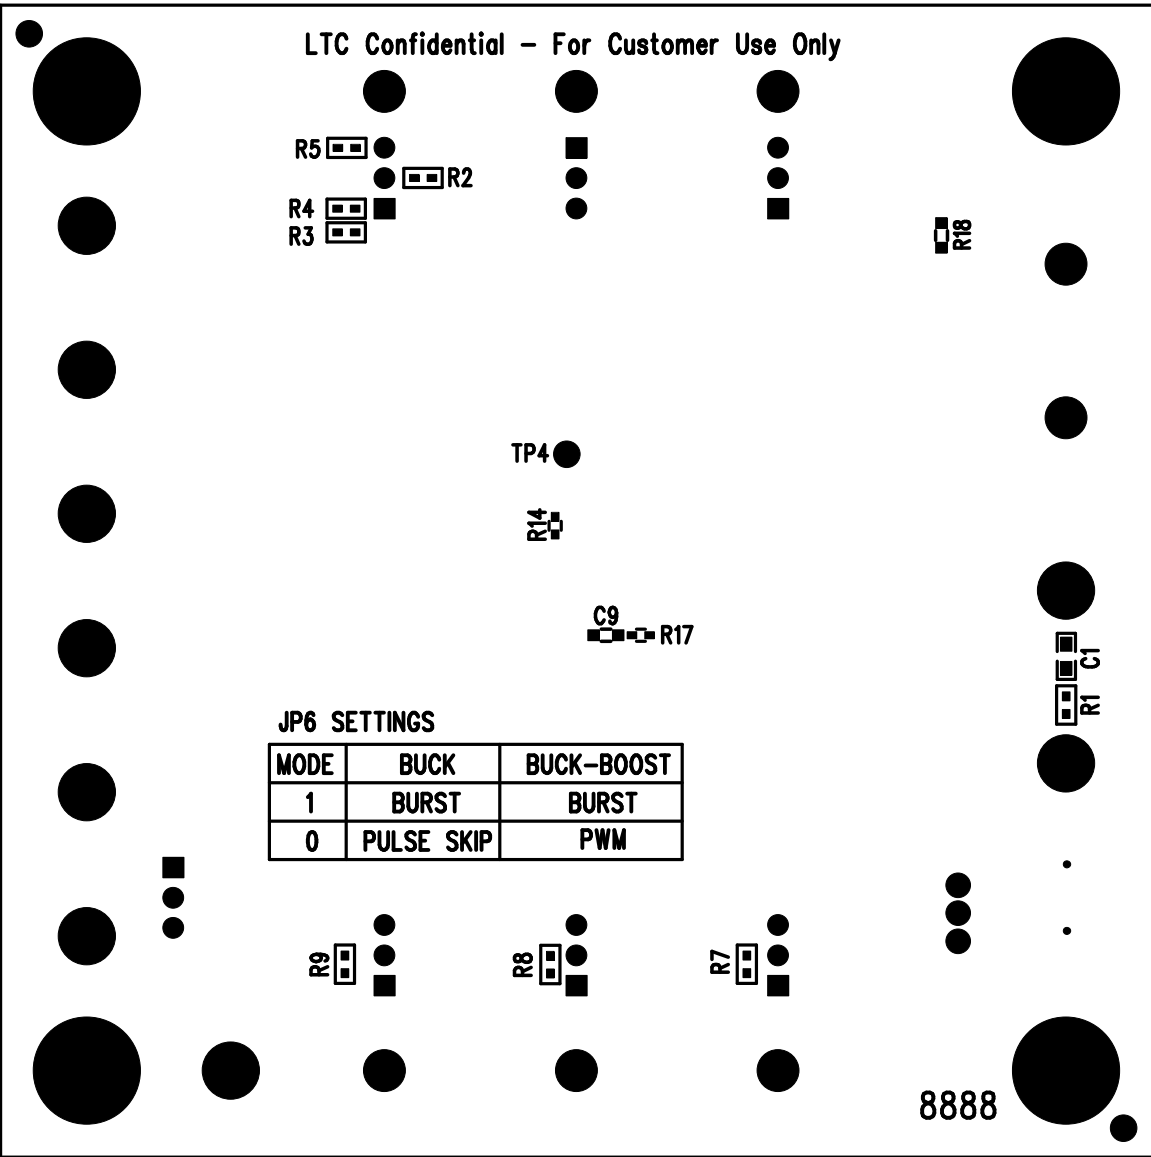 LTC Confidential - For Customer Use Only
R5
R2
R4
R3
R18
TP4
R14
C9
R17
C1
R1
JP6 SETTINGS
MODE BUCK BUCK-BOOST
1 BURST BURST
0 PULSE SKIP PWM
R9
R8
R7
8888